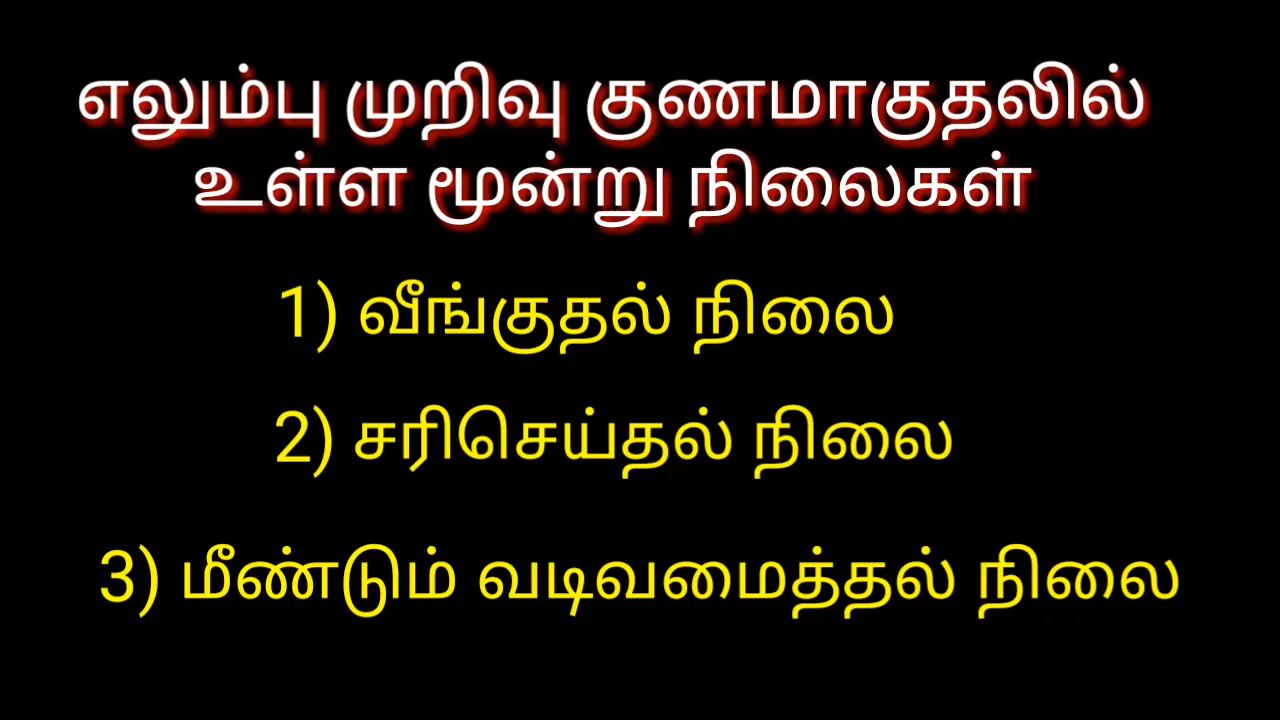 எலும்பு முறிவு குணமாகுதலில்
உள்ள மூன்று நிலைகள்
1) வீங்குதல் நிலை
2) சரிசெய்தல் நிலை
3) மீண்டும் வடிவமைத்தல் நிலை